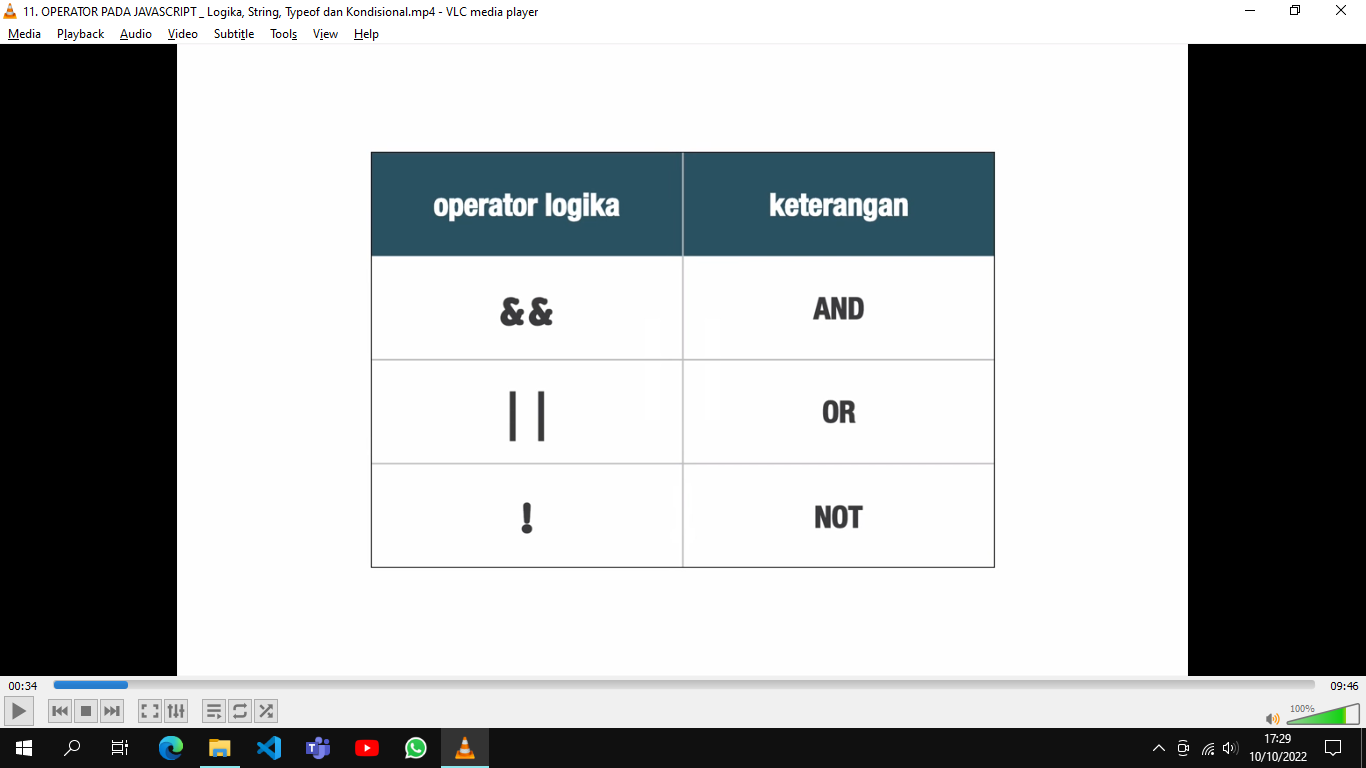 11. OPERATOR PADA JAVASCRIPT _ Logika, String, Typeof dan Kondisional.mp4 - VLC media player
Media Playback Audio Video Subtitle Tools View Help
operator logika keterangan
&& AND
|| OR
! NOT
00:34 09:46
100%
17:29
10/10/2022